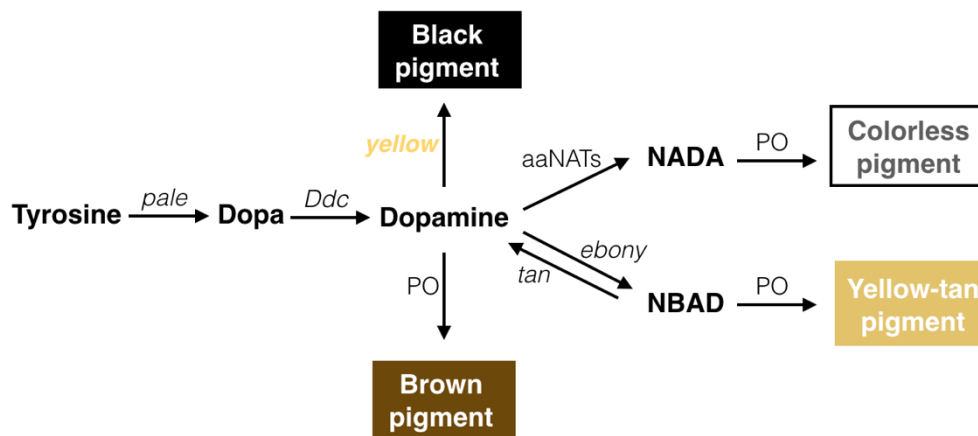 Black
pigment
yellow
aaNATs
NADA
PO
Colorless
pigment
Tyrosine
pale
Dopa
Ddc
Dopamine
ebony
tan
PO
NBAD
PO
Yellow-tan
pigment
Brown
pigment